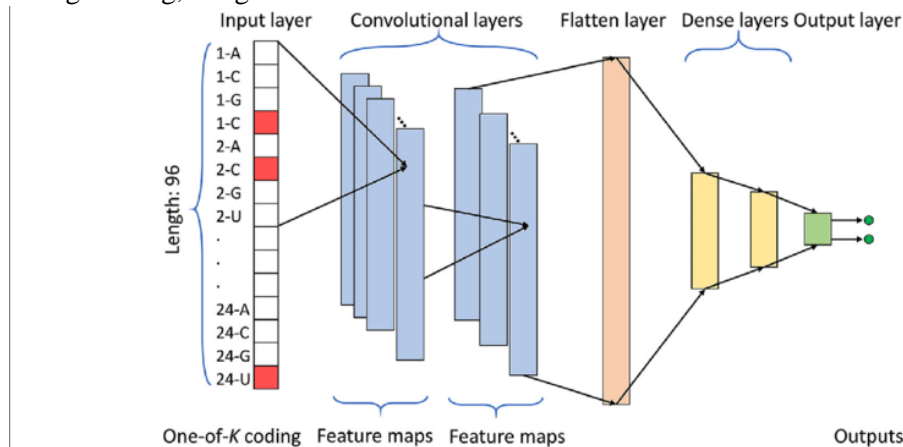 Input layer
Convolutional layers
Flatten layer
Dense layers
Output layer
Length: 96
1-A
1-C
1-G
1-C
2-A
2-C
2-G
2-U
.
.
.
24-A
24-C
24-G
24-U
One-of-K coding
Feature maps
Feature maps
Outputs